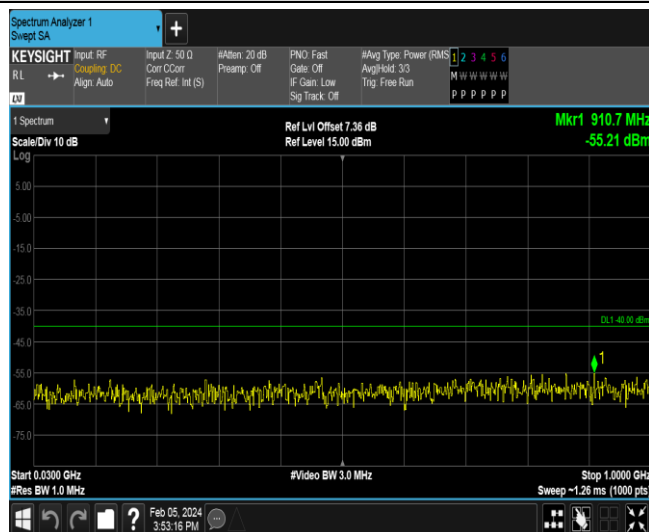 Spectrum Analyzer 1
Swept SA
+
KEYSIGHT Input: RF Input Z: 50 Ω #Atten: 20 dB PNO: Fast #Avg Type: Power (RMS 1 2 3 4 5 6
RL Coupling: DC Corr CCorr Preamp: Off Gate: Off Avg|Hold: 3/3 M W W W W W
Align: Auto Freq Ref: Int (S) IF Gain: Low Trig: Free Run P P P P P P
LXI Sig Track: Off
1 Spectrum Ref Lvl Offset 7.36 dB Mkr1 910.7 MHz
Scale/Div 10 dB Ref Level 15.00 dBm -55.21 dBm
Log
5.00
-5.00
-15.0
-25.0
-35.0
DL1 -40.00 dBm
-45.0
1
-55.0
-65.0
-75.0
Start 0.0300 GHz #Video BW 3.0 MHz Stop 1.0000 GHz
#Res BW 1.0 MHz Sweep ~1.26 ms (1000 pts)
? Feb 05, 2024
3:53:16 PM